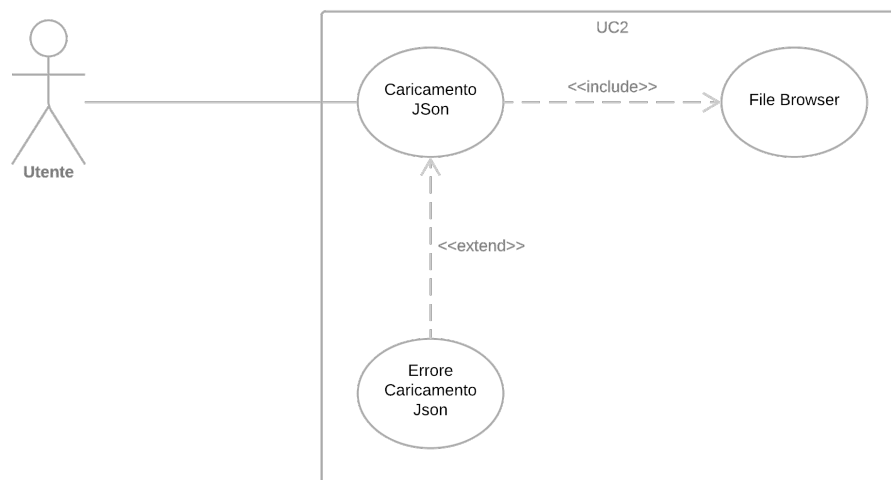 UC2
Caricamento
JSon
<<include>>
File Browser
Utente
<<extend>>
Errore
Caricamento
Json